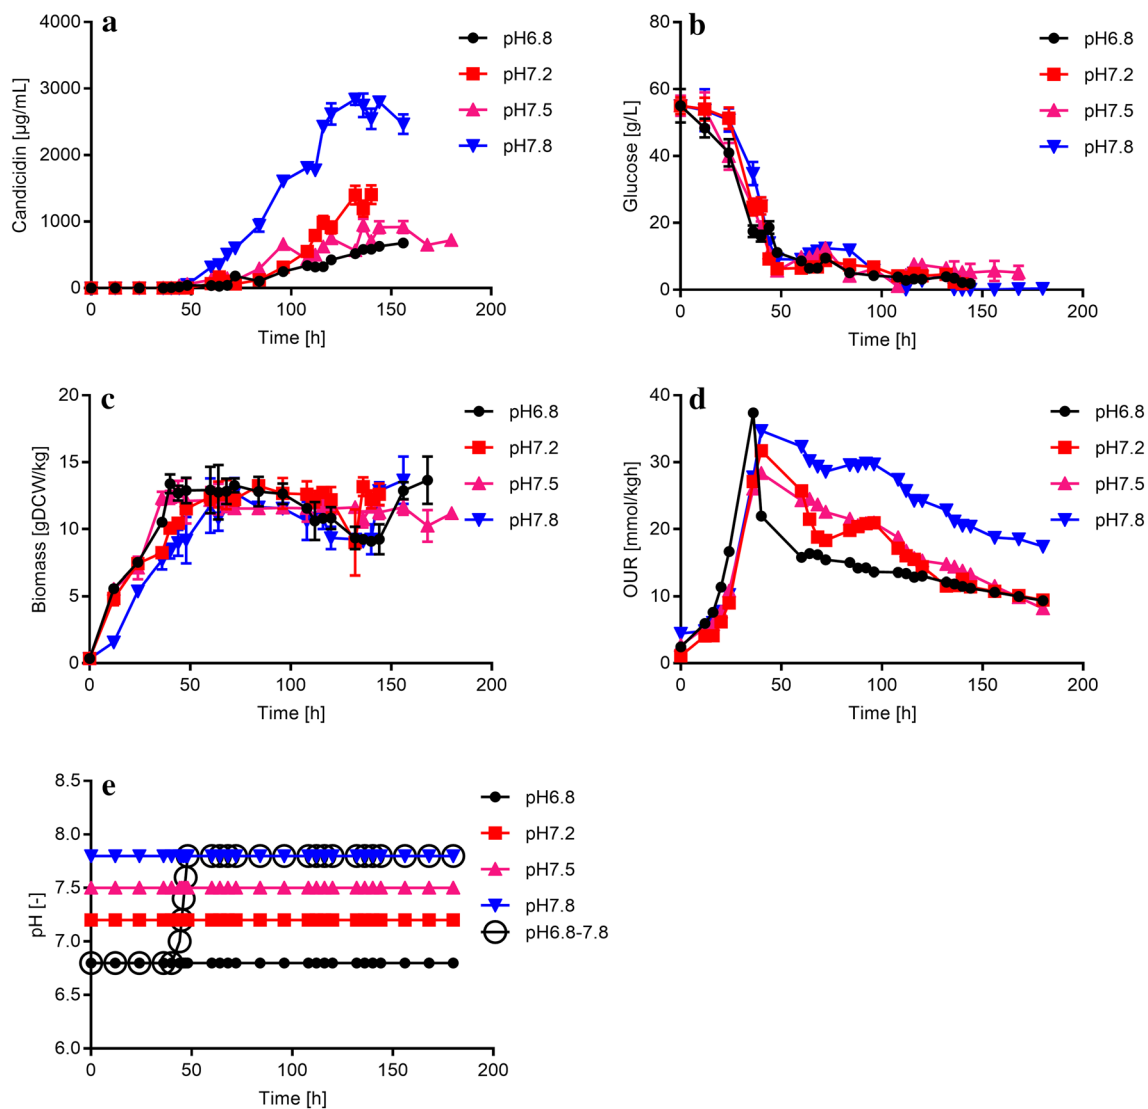 a
Candicidin [µg/mL]
4000
3000
2000
1000
0
0 50 100 150 200
Time [h]
pH6.8
pH7.2
pH7.5
pH7.8
b
Glucose [g/L]
80
60
40
20
0
0 50 100 150 200
Time [h]
pH6.8
pH7.2
pH7.5
pH7.8
c
Biomass [gDCW/kg]
20
15
10
5
0
0 50 100 150 200
Time [h]
pH6.8
pH7.2
pH7.5
pH7.8
d
OUR [mmol/kgh]
40
30
20
10
0
0 50 100 150 200
Time [h]
pH6.8
pH7.2
pH7.5
pH7.8
e
pH [-]
8.5
8.0
7.5
7.0
6.5
6.0
0 50 100 150 200
Time [h]
pH6.8
pH7.2
pH7.5
pH7.8
pH6.8-7.8